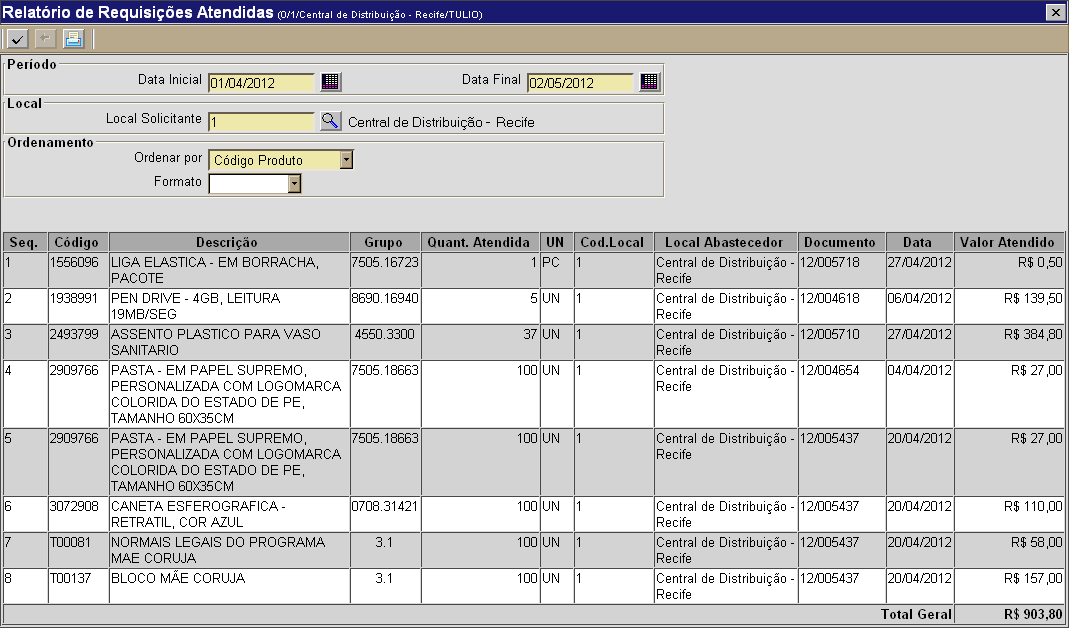 Relatório de Requisições Atendidas (0/1/Central de Distribuição - Recife/TULIO)
Período
Data Inicial 01/04/2012 Data Final 02/05/2012
Local
Local Solicitante 1 Central de Distribuição - Recife
Ordenamento
Ordenar por Código Produto
Formato
Seq. Código Descrição Grupo Quant. Atendida UN Cod.Local Local Abastecedor Documento Data Valor Atendido
1 1556096 LIGA ELASTICA - EM BORRACHA, 7505.16723 1 PC 1 Central de Distribuição - 12/005718 27/04/2012 R$ 0,50
PACOTE Recife
2 1938991 PEN DRIVE - 4GB, LEITURA 8690.16940 5 UN 1 Central de Distribuição - 12/004618 06/04/2012 R$ 139,50
19MB/SEG Recife
3 2493799 ASSENTO PLASTICO PARA VASO 4550.3300 37 UN 1 Central de Distribuição - 12/005710 27/04/2012 R$ 384,80
SANITARIO Recife
4 2909766 PASTA - EM PAPEL SUPREMO, 7505.18663 100 UN 1 Central de Distribuição - 12/004654 04/04/2012 R$ 27,00
PERSONALIZADA COM LOGOMARCA Recife
COLORIDA DO ESTADO DE PE,
TAMANHO 60X35CM
5 2909766 PASTA - EM PAPEL SUPREMO, 7505.18663 100 UN 1 Central de Distribuição - 12/005437 20/04/2012 R$ 27,00
PERSONALIZADA COM LOGOMARCA Recife
COLORIDA DO ESTADO DE PE,
TAMANHO 60X35CM
6 3072908 CANETA ESFEROGRAFICA - 0708.31421 100 UN 1 Central de Distribuição - 12/005437 20/04/2012 R$ 110,00
RETRATIL, COR AZUL Recife
7 T00081 NORMAIS LEGAIS DO PROGRAMA 3.1 100 UN 1 Central de Distribuição - 12/005437 20/04/2012 R$ 58,00
MAE CORUJA Recife
8 T00137 BLOCO MÃE CORUJA 3.1 100 UN 1 Central de Distribuição - 12/005437 20/04/2012 R$ 157,00
Recife
Total Geral R$ 903,80